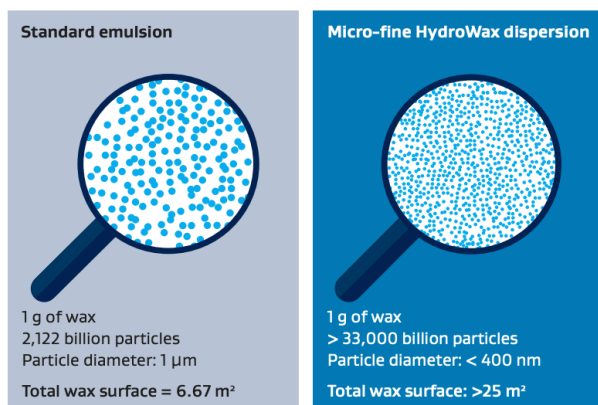 Standard emulsion
1 g of wax
2,122 billion particles
Particle diameter: 1 µm
Total wax surface = 6.67 m²
Micro-fine HydroWax dispersion
1 g of wax
> 33,000 billion particles
Particle diameter: < 400 nm
Total wax surface: >25 m²